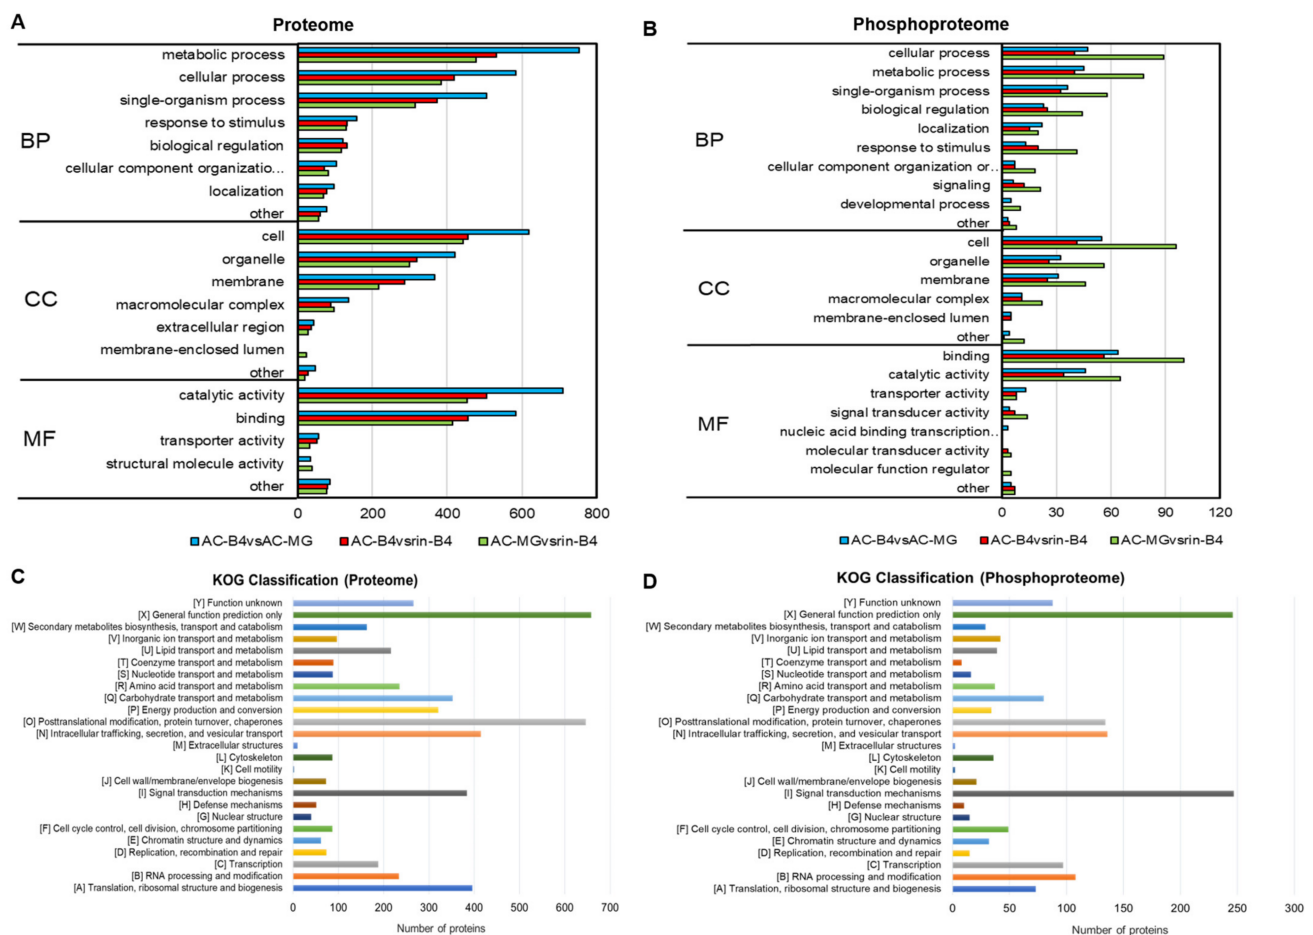 A
Proteome
BP
metabolic process
cellular process
single-organism process
response to stimulus
biological regulation
cellular component organizatio...
localization
other
CC
cell
organelle
membrane
macromolecular complex
extracellular region
membrane-enclosed lumen
other
MF
catalytic activity
binding
transporter activity
structural molecule activity
other
0 200 400 600 800
AC-B4vsAC-MG AC-B4vsrin-B4 AC-MGvsrin-B4
B
Phosphoproteome
BP
cellular process
metabolic process
single-organism process
biological regulation
localization
response to stimulus
cellular component organization or..
signaling
developmental process
other
CC
cell
organelle
membrane
macromolecular complex
membrane-enclosed lumen
other
MF
binding
catalytic activity
transporter activity
signal transducer activity
nucleic acid binding transcription..
molecular transducer activity
molecular function regulator
other
0 30 60 90 120
AC-B4vsAC-MG AC-B4vsrin-B4 AC-MGvsrin-B4
C
KOG Classification (Proteome)
[Y] Function unknown
[X] General function prediction only
[W] Secondary metabolites biosynthesis, transport and catabolism
[V] Inorganic ion transport and metabolism
[U] Lipid transport and metabolism
[T] Coenzyme transport and metabolism
[S] Nucleotide transport and metabolism
[R] Amino acid transport and metabolism
[Q] Carbohydrate transport and metabolism
[P] Energy production and conversion
[O] Posttranslational modification, protein turnover, chaperones
[N] Intracellular trafficking, secretion, and vesicular transport
[M] Extracellular structures
[L] Cytoskeleton
[K] Cell motility
[J] Cell wall/membrane/envelope biogenesis
[I] Signal transduction mechanisms
[H] Defense mechanisms
[G] Nuclear structure
[F] Cell cycle control, cell division, chromosome partitioning
[E] Chromatin structure and dynamics
[D] Replication, recombination and repair
[C] Transcription
[B] RNA processing and modification
[A] Translation, ribosomal structure and biogenesis
0 100 200 300 400 500 600 700
Number of proteins
D
KOG Classification (Phosphoproteome)
[Y] Function unknown
[X] General function prediction only
[W] Secondary metabolites biosynthesis, transport and catabolism
[V] Inorganic ion transport and metabolism
[U] Lipid transport and metabolism
[T] Coenzyme transport and metabolism
[S] Nucleotide transport and metabolism
[R] Amino acid transport and metabolism
[Q] Carbohydrate transport and metabolism
[P] Energy production and conversion
[O] Posttranslational modification, protein turnover, chaperones
[N] Intracellular trafficking, secretion, and vesicular transport
[M] Extracellular structures
[L] Cytoskeleton
[K] Cell motility
[J] Cell wall/membrane/envelope biogenesis
[I] Signal transduction mechanisms
[H] Defense mechanisms
[G] Nuclear structure
[F] Cell cycle control, cell division, chromosome partitioning
[E] Chromatin structure and dynamics
[D] Replication, recombination and repair
[C] Transcription
[B] RNA processing and modification
[A] Translation, ribosomal structure and biogenesis
0 50 100 150 200 250 300
Number of proteins